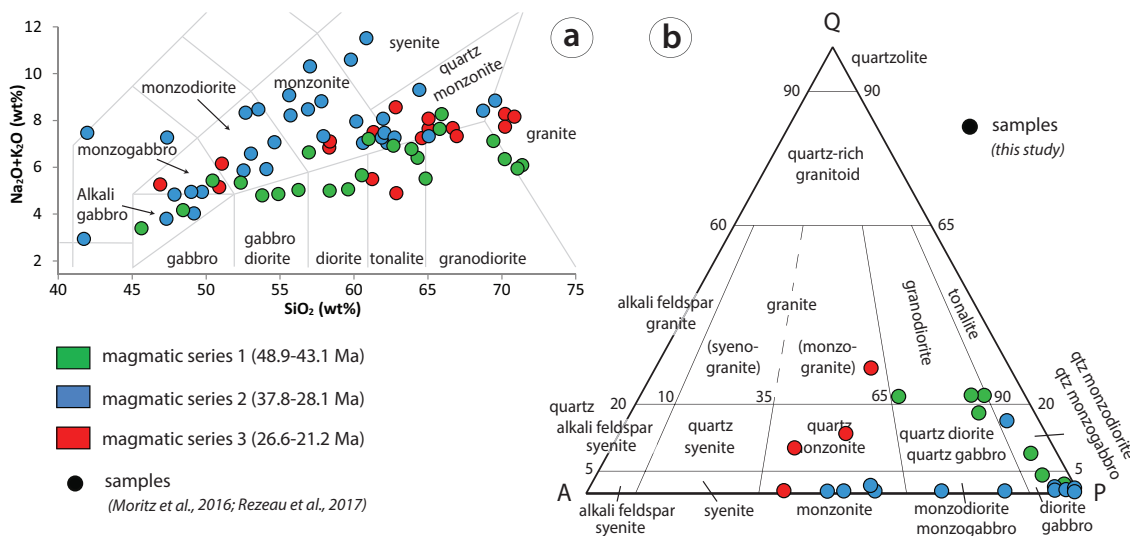 12
10
8
6
4
2
Na₂O+K₂O (wt%)
40
45
50
55
60
65
70
75
SiO₂ (wt%)
a
syenite
quartz
monzonite
monzonite
monzodiorite
monzogabbro
Alkali
gabbro
granite
gabbro
gabbro
diorite
diorite
tonalite
granodiorite
magmatic series 1 (48.9-43.1 Ma)
magmatic series 2 (37.8-28.1 Ma)
magmatic series 3 (26.6-21.2 Ma)
samples
(Moritz et al., 2016; Rezeau et al., 2017)
b
Q
quartzolite
90
90
samples
(this study)
quartz-rich
granitoid
60
65
alkali feldspar
granite
granite
(syeno-
granite)
(monzo-
granite)
granodiorite
tonalite
10
35
65
90
20
20
quartz
alkali feldspar
syenite
quartz
syenite
quartz
monzonite
quartz diorite
quartz gabbro
qtz monzodiorite
qtz monzogabbro
5
5
A
P
alkali feldspar
syenite
syenite
monzonite
monzodiorite
monzogabbro
diorite
gabbro